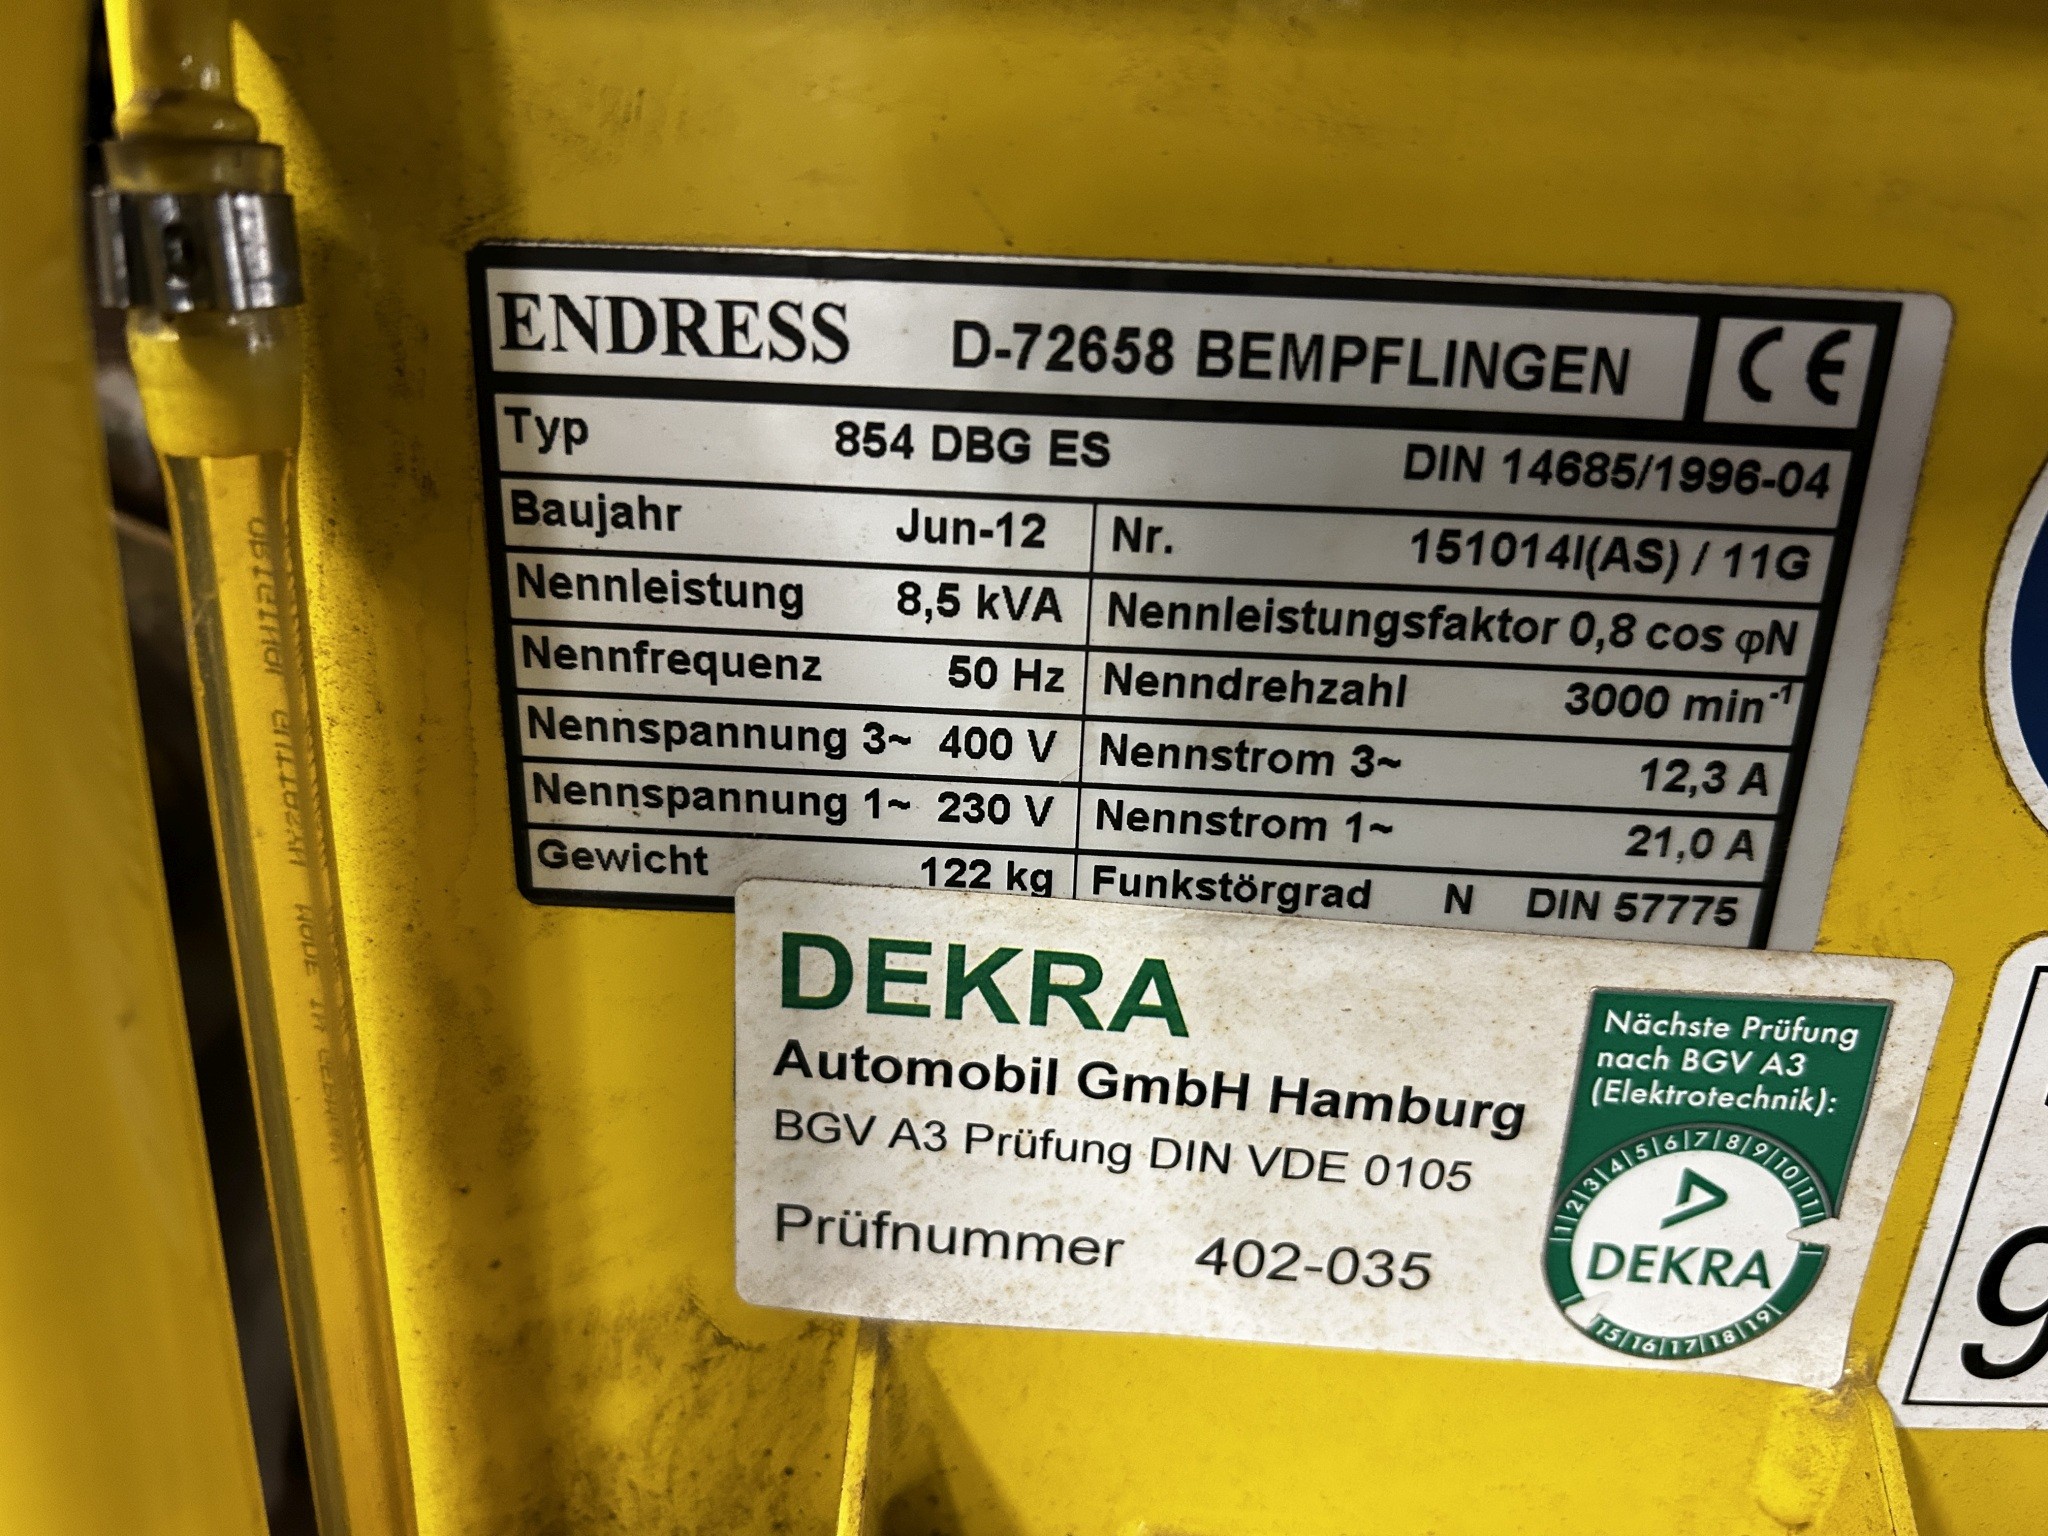 ENDRESS D-72658 BEMPFLINGEN CE
Typ 854 DBG ES DIN 14685/1996-04
Baujahr Jun-12 Nr. 151014I(AS) / 11G
Nennleistung 8,5 kVA Nennleistungsfaktor 0,8 cos φN
Nennfrequenz 50 Hz Nenndrehzahl 3000 min-1
Nennspannung 3~ 400 V Nennstrom 3~ 12,3 A
Nennspannung 1~ 230 V Nennstrom 1~ 21,0 A
Gewicht 122 kg Funkstörgrad N DIN 57775
DEKRA
Automobil GmbH Hamburg
BGV A3 Prüfung DIN VDE 0105
Prüfnummer 402-035
Nächste Prüfung
nach BGV A3
(Elektrotechnik):
1|2|3|4|5|6|7|8|9|10|11
DEKRA
15|16|17|18|19